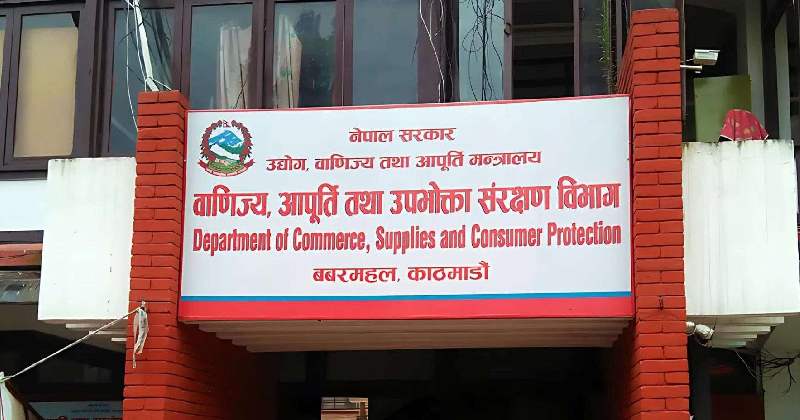 नेपाल सरकार
उद्योग, वाणिज्य तथा आपूर्ति मन्त्रालय
वाणिज्य, आपूर्ति तथा उपभोक्ता संरक्षण विभाग
Department of Commerce, Supplies and Consumer Protection
बबरमहल, काठमाडौं